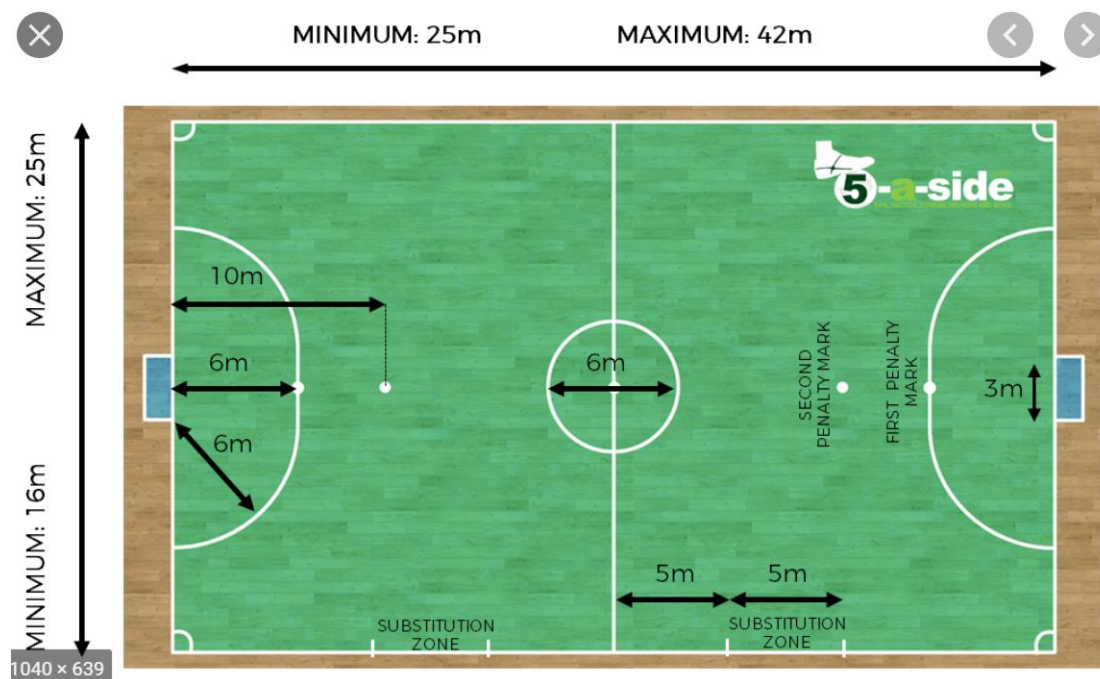 MINIMUM: 25m
MAXIMUM: 42m
MAXIMUM: 25m
MINIMUM: 16m
5-a-side
10m
6m
6m
6m
SECOND
PENALTY MARK
FIRST PENALTY
MARK
3m
5m
5m
SUBSTITUTION
ZONE
SUBSTITUTION
ZONE
1040 × 639